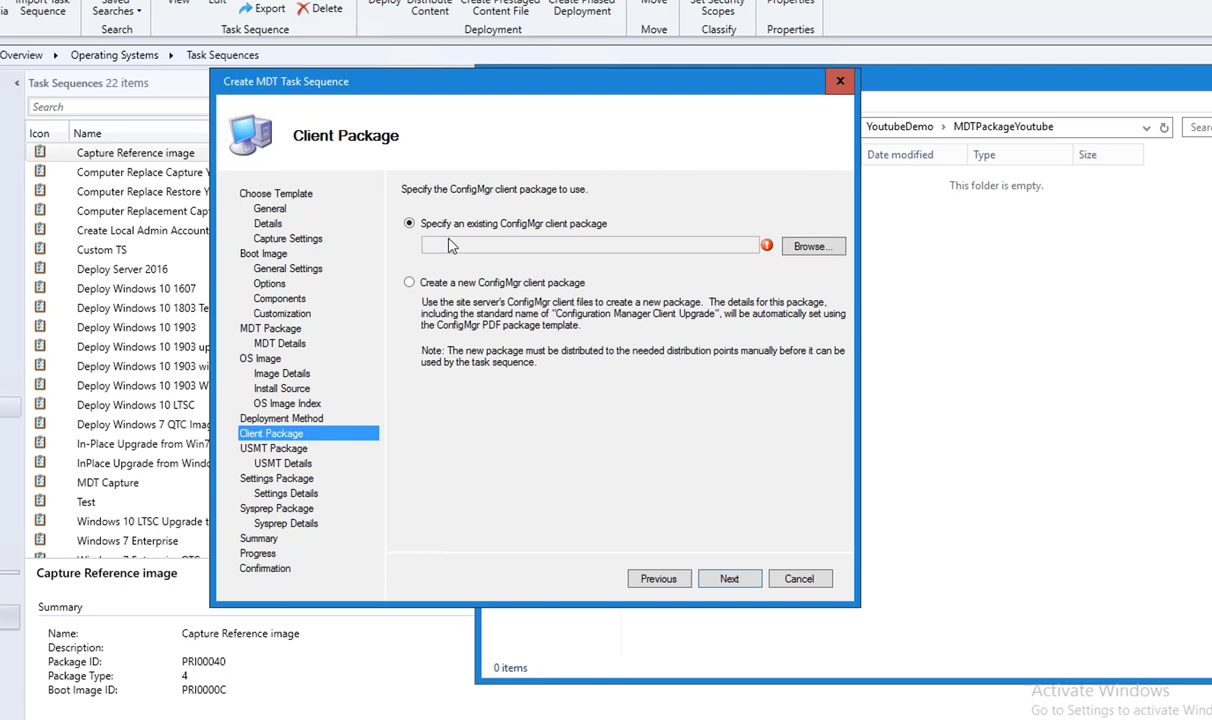 Import Task
Sequence
Saved
Searches
Search
View
Edit
Export
Delete
Task Sequence
Deploy
Distribute
Content
Create Prestaged
Content File
Create Phased
Deployment
Deployment
Move
Move
Set Security
Scopes
Classify
Properties
Properties
Overview
Operating Systems
Task Sequences
Task Sequences 22 items
Search
Icon
Name
Capture Reference image
Capture Reference image
Computer Replace Capture
Computer Replace Restore
Computer Replacement Cap
Create Local Admin Account
Custom TS
Deploy Server 2016
Deploy Windows 10 1607
Deploy Windows 10 1803 Te
Deploy Windows 10 1903
Deploy Windows 10 1903 up
Deploy Windows 10 1903 wi
Deploy Windows 10 1903 W
Deploy Windows 10 LTSC
Deploy Windows 7 QTC Imag
In-Place Upgrade from Win7
InPlace Upgrade from Windo
MDT Capture
Test
Windows 10 LTSC Upgrade t
Windows 7 Enterprise
Windows 7 Enterprise QTC
Summary
Name: Capture Reference image
Description:
Package ID: PRI00040
Package Type: 4
Boot Image ID: PRI0000C
Create MDT Task Sequence
x
Client Package
Choose Template
General
Details
Capture Settings
Boot Image
General Settings
Options
Components
Customization
MDT Package
MDT Details
OS Image
Image Details
Install Source
OS Image Index
Deployment Method
Client Package
USMT Package
USMT Details
Settings Package
Settings Details
Sysprep Package
Sysprep Details
Summary
Progress
Confirmation
Specify the ConfigMgr client package to use.
Specify an existing ConfigMgr client package
Browse...
Create a new ConfigMgr client package
Use the site server's ConfigMgr client files to create a new package. The details for this package,
including the standard name of "Configuration Manager Client Upgrade", will be automatically set using
the ConfigMgr PDF package template.
Note: The new package must be distributed to the needed distribution points manually before it can be
used by the task sequence.
Previous
Next
Cancel
YoutubeDemo
MDTPackageYoutube
Sear
Date modified
Type
Size
This folder is empty.
0 items
Activate Windows
Go to Settings to activate Wind